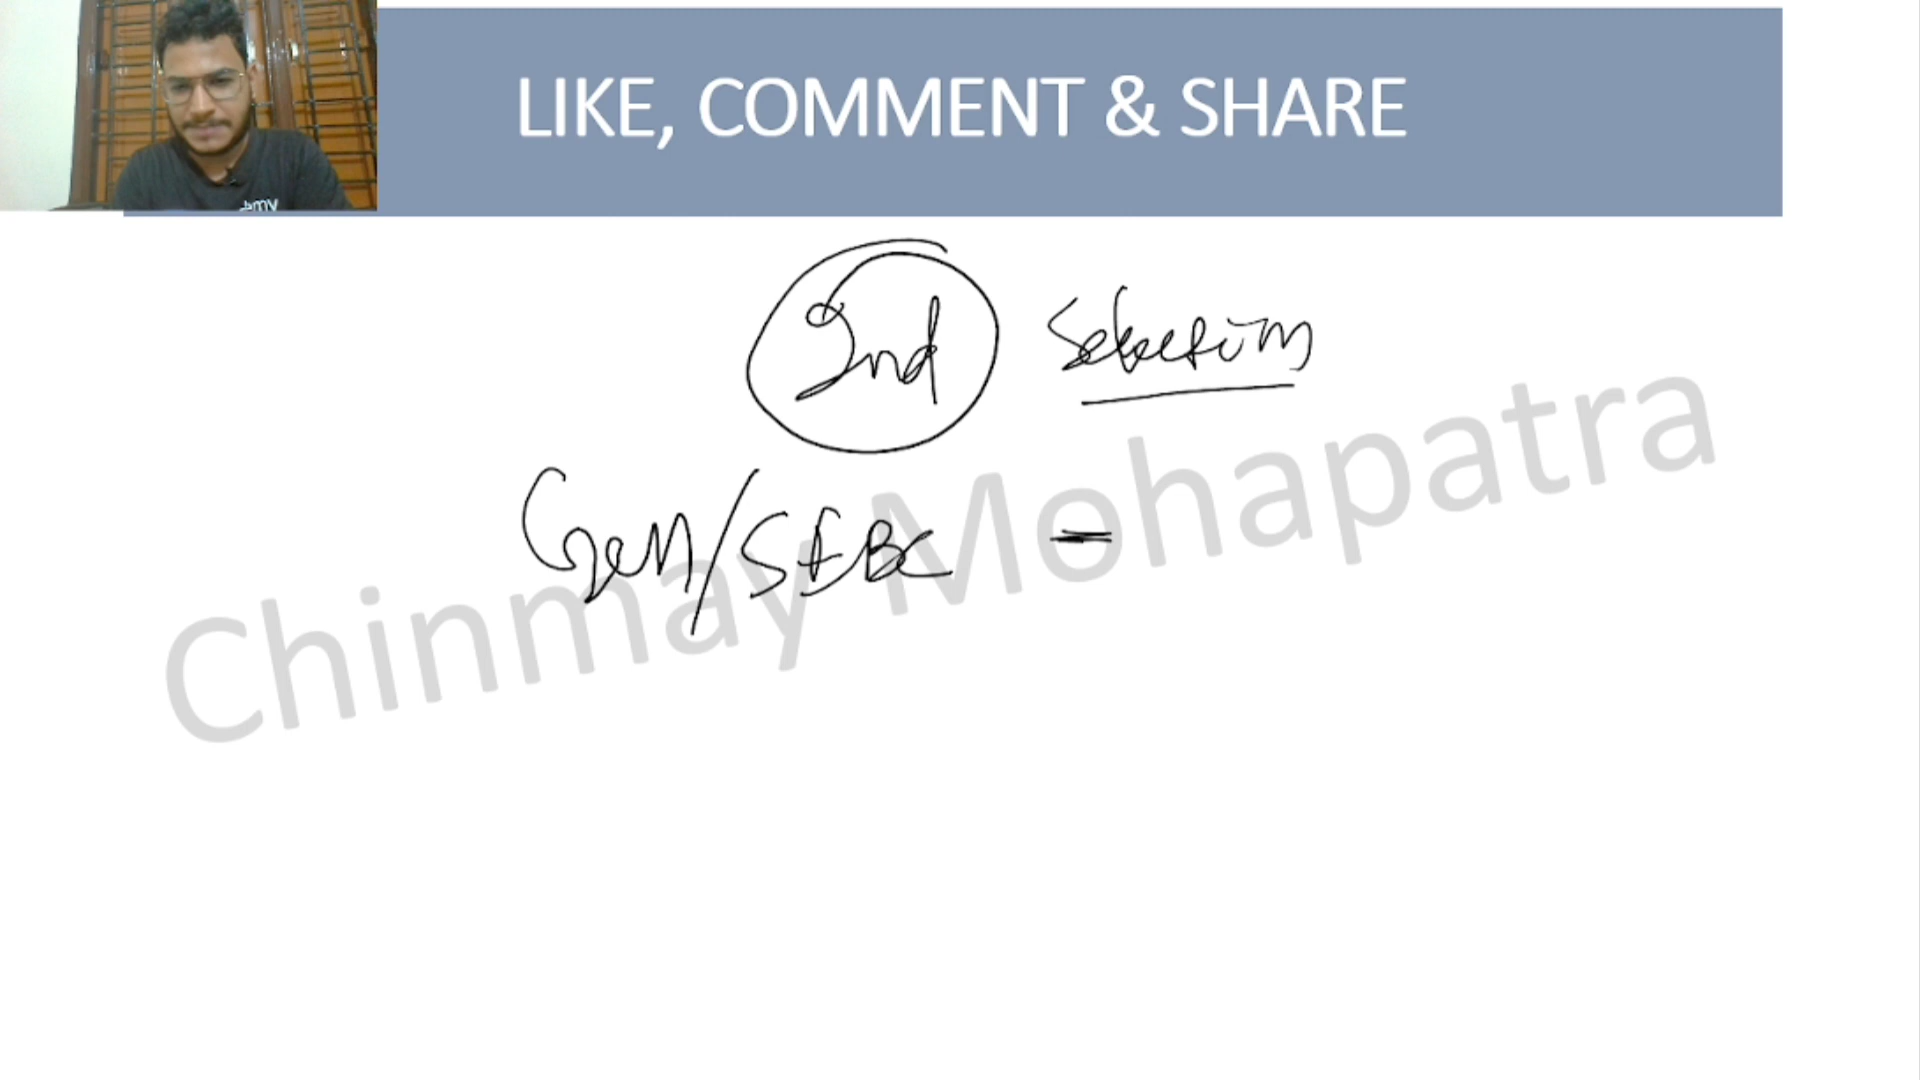 LIKE, COMMENT & SHARE
2nd Selection
Gen/SEBC =
Chinmay Mohapatra